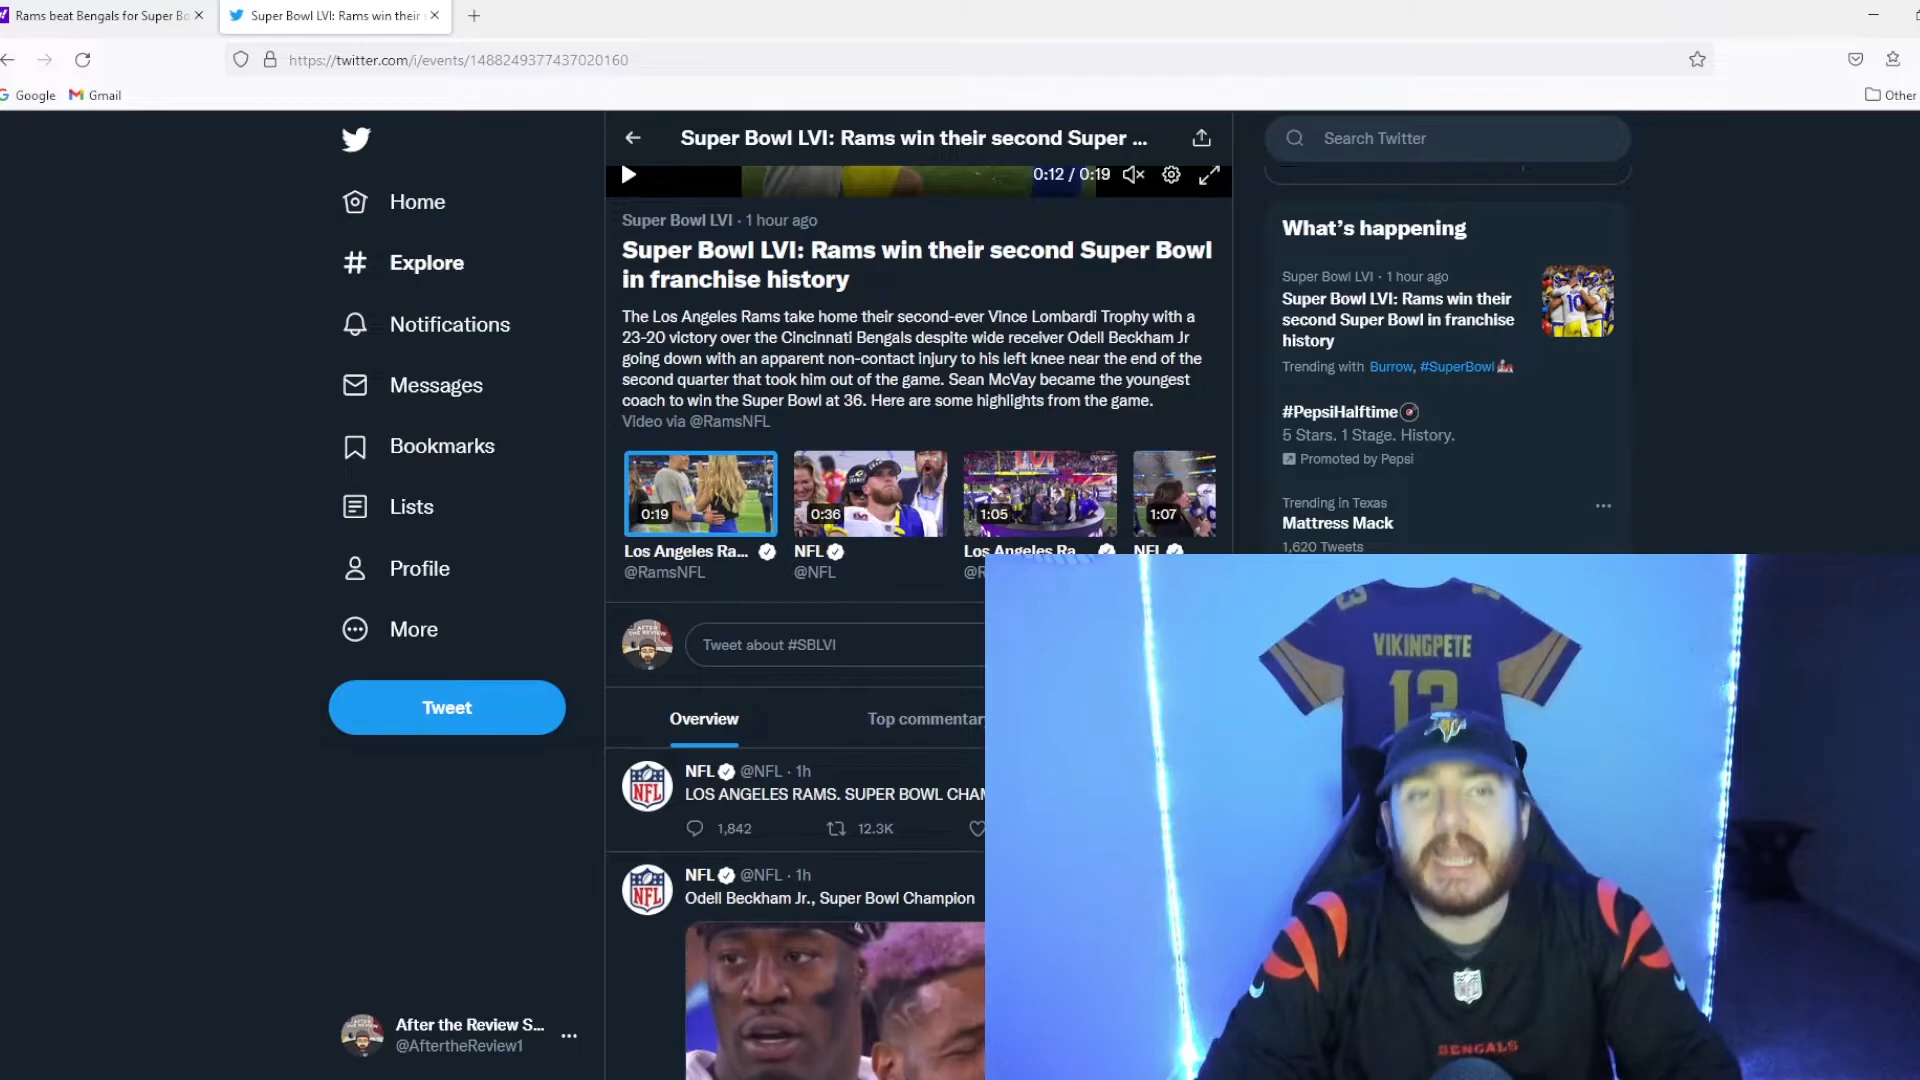 Rams beat Bengals for Super Bo
Super Bowl LVI: Rams win their
https://twitter.com/i/events/1488249377437020160
Google
Gmail
Other
Super Bowl LVI: Rams win their second Super ...
Search Twitter
0:12 / 0:19
Home
Explore
Notifications
Messages
Bookmarks
Lists
Profile
More
Tweet
After the Review S...
@AftertheReview1
Super Bowl LVI · 1 hour ago
Super Bowl LVI: Rams win their second Super Bowl
in franchise history
The Los Angeles Rams take home their second-ever Vince Lombardi Trophy with a
23-20 victory over the Cincinnati Bengals despite wide receiver Odell Beckham Jr
going down with an apparent non-contact injury to his left knee near the end of the
second quarter that took him out of the game. Sean McVay became the youngest
coach to win the Super Bowl at 36. Here are some highlights from the game.
Video via @RamsNFL
0:19
0:36
1:05
1:07
Los Angeles Ra...
NFL
Los Angeles Ra
NFL
@RamsNFL
@NFL
Tweet about #SBLVI
Overview
Top commentar
NFL @NFL · 1h
LOS ANGELES RAMS. SUPER BOWL CHAM
1,842
12.3K
NFL @NFL · 1h
Odell Beckham Jr., Super Bowl Champion
What's happening
Super Bowl LVI · 1 hour ago
Super Bowl LVI: Rams win their
second Super Bowl in franchise
history
Trending with Burrow, #SuperBowl
#PepsiHalftime
5 Stars. 1 Stage. History.
Promoted by Pepsi
Trending in Texas
Mattress Mack
1,620 Tweets
VIKINGPETE
13
NFL
BENGALS